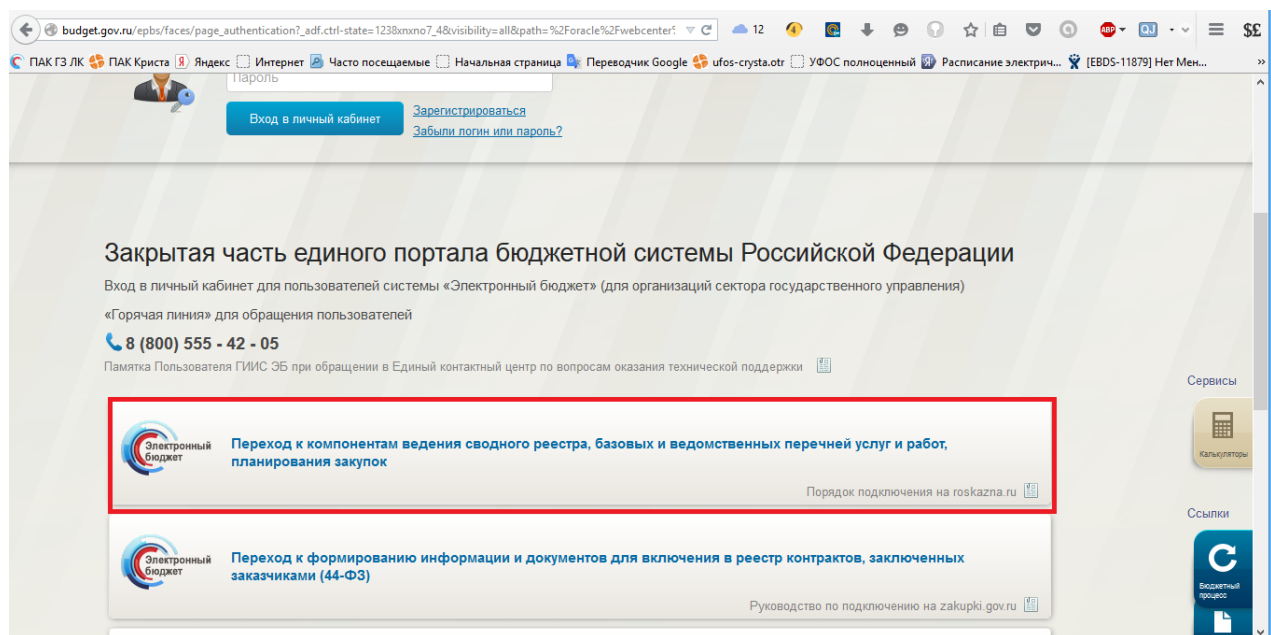 budget.gov.ru/epbs/faces/page_authentication?_adf.ctrl-state=1238xnxno7_4&visibility=all&path=%2Foracle%2Fwebcenter%
12
4
ABP
QJ
$£
ПАК ГЗ ЛК ПАК Криста Яндекс Интернет Часто посещаемые Начальная страница Переводчик Google ufos-crysta.otr УФОС полноценный Расписание электрич... [EBDS-11879] Нет Мен... »
Пароль
Вход в личный кабинет
Зарегистрироваться
Забыли логин или пароль?
Закрытая часть единого портала бюджетной системы Российской Федерации
Вход в личный кабинет для пользователей системы «Электронный бюджет» (для организаций сектора государственного управления)
«Горячая линия» для обращения пользователей
8 (800) 555 - 42 - 05
Памятка Пользователя ГИИС ЭБ при обращении в Единый контактный центр по вопросам оказания технической поддержки
Сервисы
Калькуляторы
Электронный
бюджет
Переход к компонентам ведения сводного реестра, базовых и ведомственных перечней услуг и работ,
планирования закупок
Порядок подключения на roskazna.ru
Ссылки
Бюджетный
процесс
Электронный
бюджет
Переход к формированию информации и документов для включения в реестр контрактов, заключенных
заказчиками (44-ФЗ)
Руководство по подключению на zakupki.gov.ru